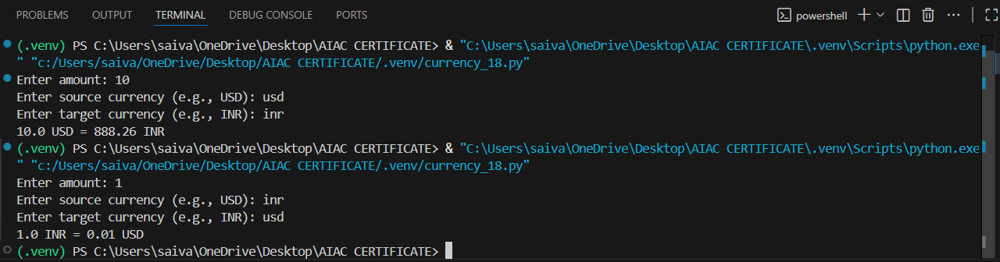 PROBLEMS OUTPUT TERMINAL DEBUG CONSOLE PORTS powershell
(.venv) PS C:\Users\saiva\OneDrive\Desktop\AIAC CERTIFICATE> & "C:\Users\saiva\OneDrive\Desktop\AIAC CERTIFICATE\.venv\Scripts\python.exe
" "c:/Users/saiva/OneDrive/Desktop/AIAC CERTIFICATE/.venv/currency_18.py"
Enter amount: 10
Enter source currency (e.g., USD): usd
Enter target currency (e.g., INR): inr
10.0 USD = 888.26 INR
(.venv) PS C:\Users\saiva\OneDrive\Desktop\AIAC CERTIFICATE> & "C:\Users\saiva\OneDrive\Desktop\AIAC CERTIFICATE\.venv\Scripts\python.exe
" "c:/Users/saiva/OneDrive/Desktop/AIAC CERTIFICATE/.venv/currency_18.py"
Enter amount: 1
Enter source currency (e.g., USD): inr
Enter target currency (e.g., INR): usd
1.0 INR = 0.01 USD
(.venv) PS C:\Users\saiva\OneDrive\Desktop\AIAC CERTIFICATE>